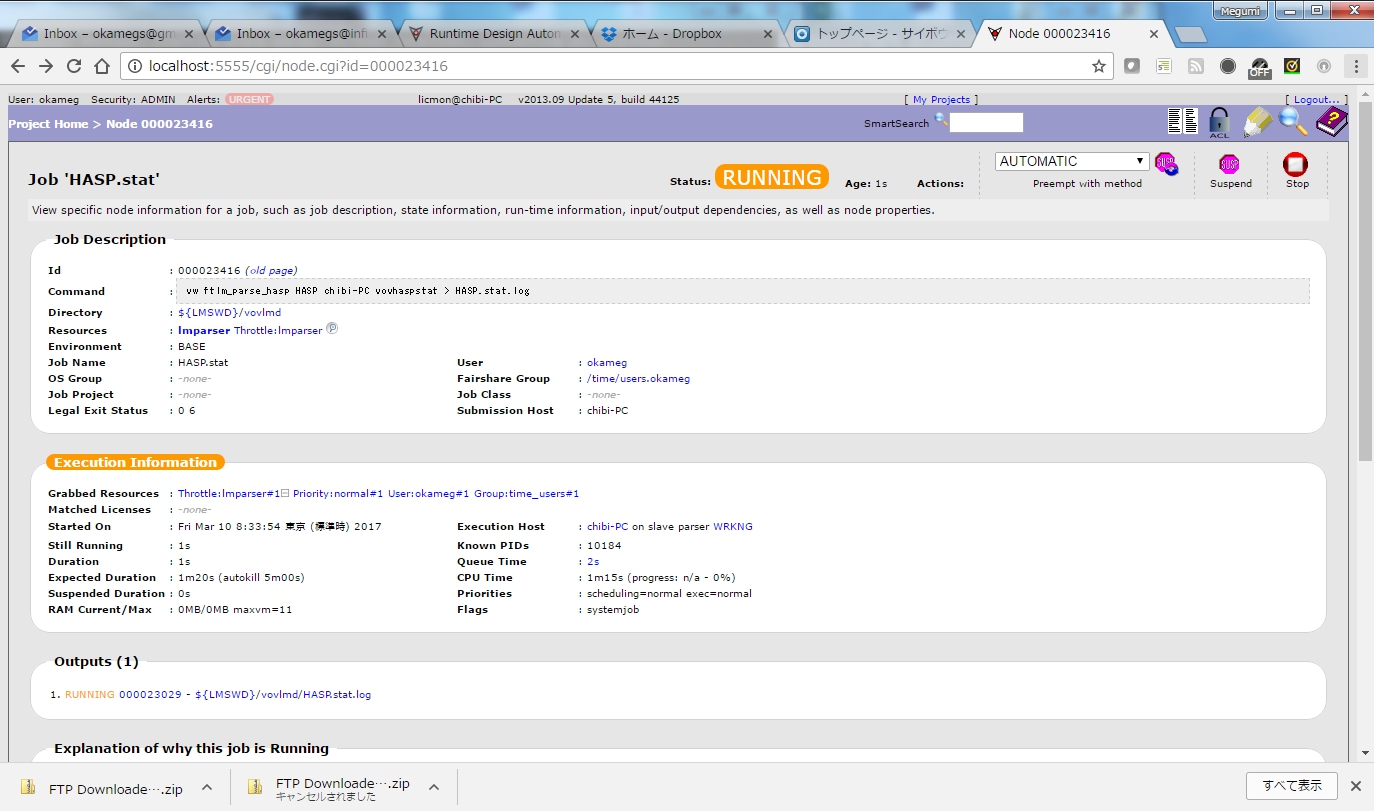 Megumi
Inbox – okamegs@gm
Inbox – okamegs@infi
Runtime Design Auton
ホーム - Dropbox
トップページ - サイボウ
Node 000023416
localhost:5555/cgi/node.cgi?id=000023416
OFF
User: okameg Security: ADMIN Alerts: URGENT licmon@chibi-PC v2013.09 Update 5, build 44125 [ My Projects ] [ Logout... ]
Project Home > Node 000023416 SmartSearch ACL ?
Job 'HASP.stat' Status: RUNNING Age: 1s Actions: AUTOMATIC SUSP SUSP
Preempt with method Suspend Stop
View specific node information for a job, such as job description, state information, run-time information, input/output dependencies, as well as node properties.
Job Description
Id : 000023416 (old page)
Command : vw ftlm_parse_hasp HASP chibi-PC vovhaspstat > HASP.stat.log
Directory : ${LMSWD}/vovlmd
Resources : lmparser Throttle:lmparser P
Environment : BASE
Job Name : HASP.stat User : okameg
OS Group : -none- Fairshare Group : /time/users.okameg
Job Project : -none- Job Class : -none-
Legal Exit Status : 0 6 Submission Host : chibi-PC
Execution Information
Grabbed Resources : Throttle:lmparser#1 Priority:normal#1 User:okameg#1 Group:time_users#1
Matched Licenses : -none-
Started On : Fri Mar 10 8:33:54 東京 (標準時) 2017 Execution Host : chibi-PC on slave parser WRKNG
Still Running : 1s Known PIDs : 10184
Duration : 1s Queue Time : 2s
Expected Duration : 1m20s (autokill 5m00s) CPU Time : 1m15s (progress: n/a - 0%)
Suspended Duration : 0s Priorities : scheduling=normal exec=normal
RAM Current/Max : 0MB/0MB maxvm=11 Flags : systemjob
Outputs (1)
1. RUNNING 000023029 - ${LMSWD}/vovlmd/HASP.stat.log
Explanation of why this job is Running
FTP Downloade⋯.zip
FTP Downloade⋯.zip
キャンセルされました
すべて表示